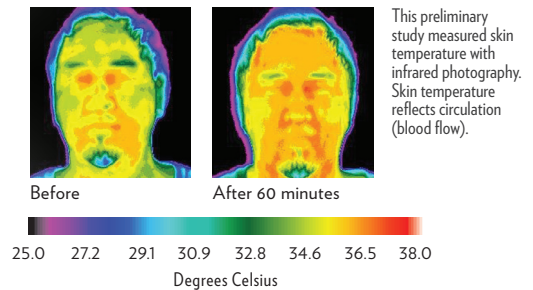 This preliminary
study measured skin
temperature with
infrared photography.
Skin temperature
reflects circulation
(blood flow).
Before
After 60 minutes
25.0 27.2 29.1 30.9 32.8 34.6 36.5 38.0
Degrees Celsius